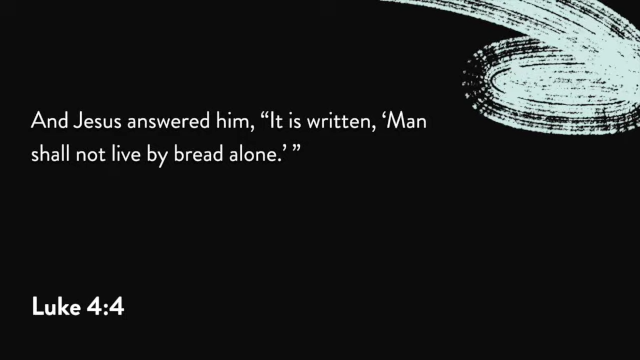 And Jesus answered him, “It is written, ‘Man
shall not live by bread alone.’ ”
Luke 4:4